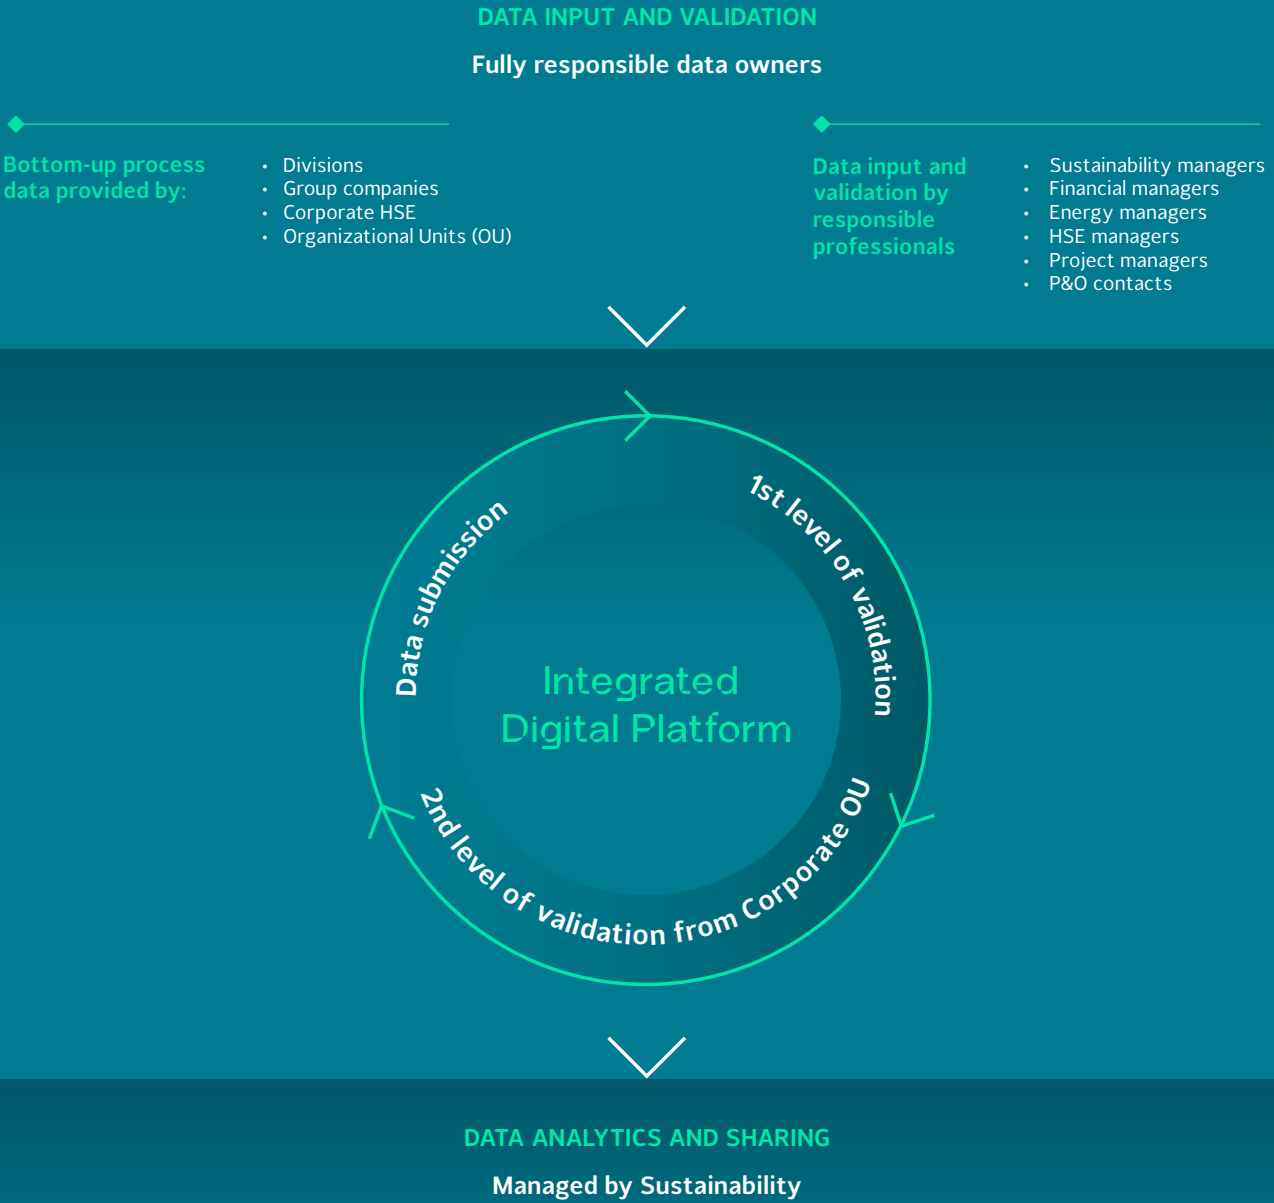 DATA INPUT AND VALIDATION
Fully responsible data owners
Bottom-up process
data provided by:
• Divisions
• Group companies
• Corporate HSE
• Organizational Units (OU)
Data input and
validation by
responsible
professionals
• Sustainability managers
• Financial managers
• Energy managers
• HSE managers
• Project managers
• P&O contacts
Data submission
1st level of validation
2nd level of validation from Corporate OU
Integrated
Digital Platform
DATA ANALYTICS AND SHARING
Managed by Sustainability